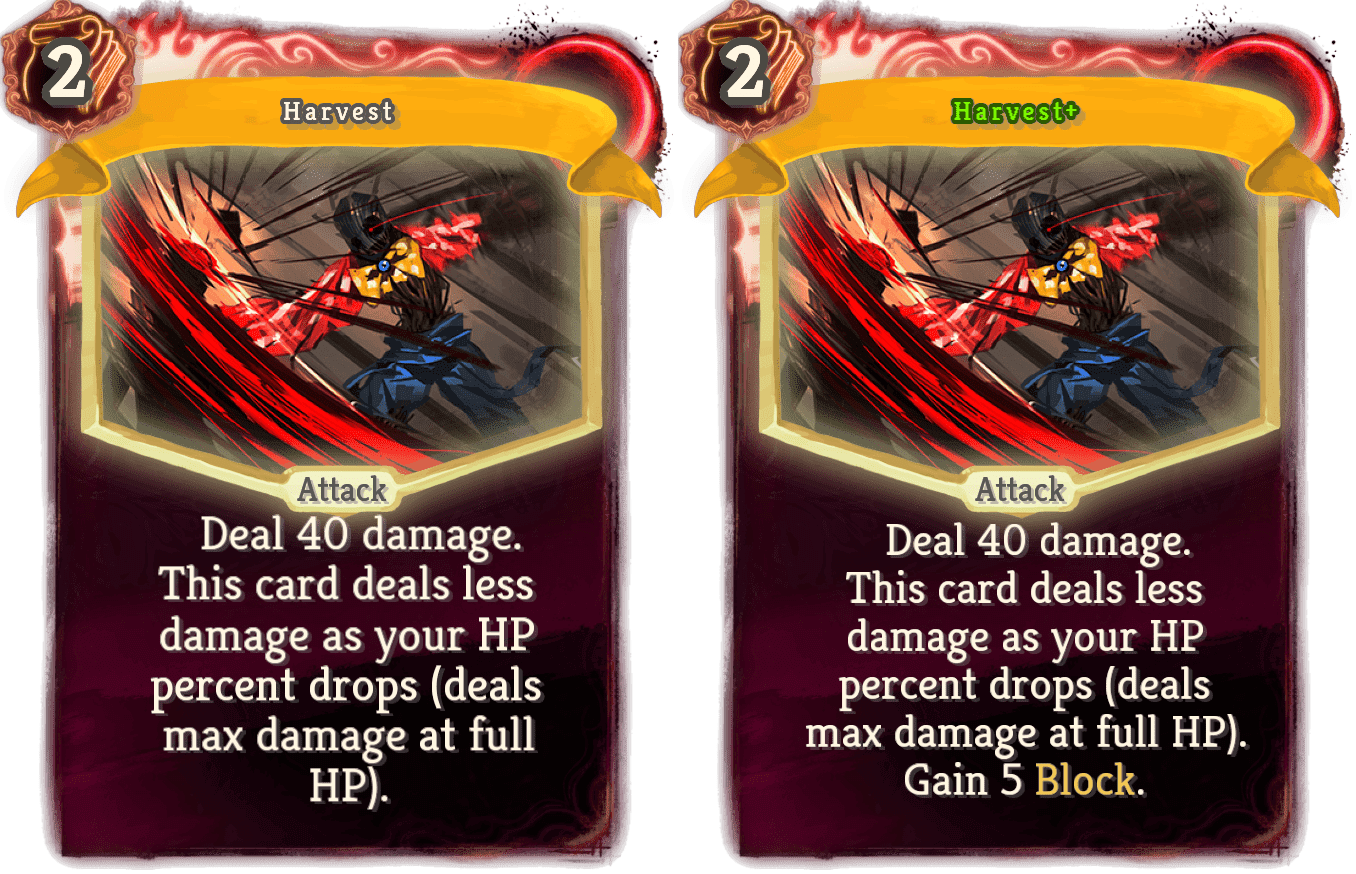 2
Harvest
Attack
Deal 40 damage.
This card deals less
damage as your HP
percent drops (deals
max damage at full
HP).
2
Harvest+
Attack
Deal 40 damage.
This card deals less
damage as your HP
percent drops (deals
max damage at full HP).
Gain 5 Block.